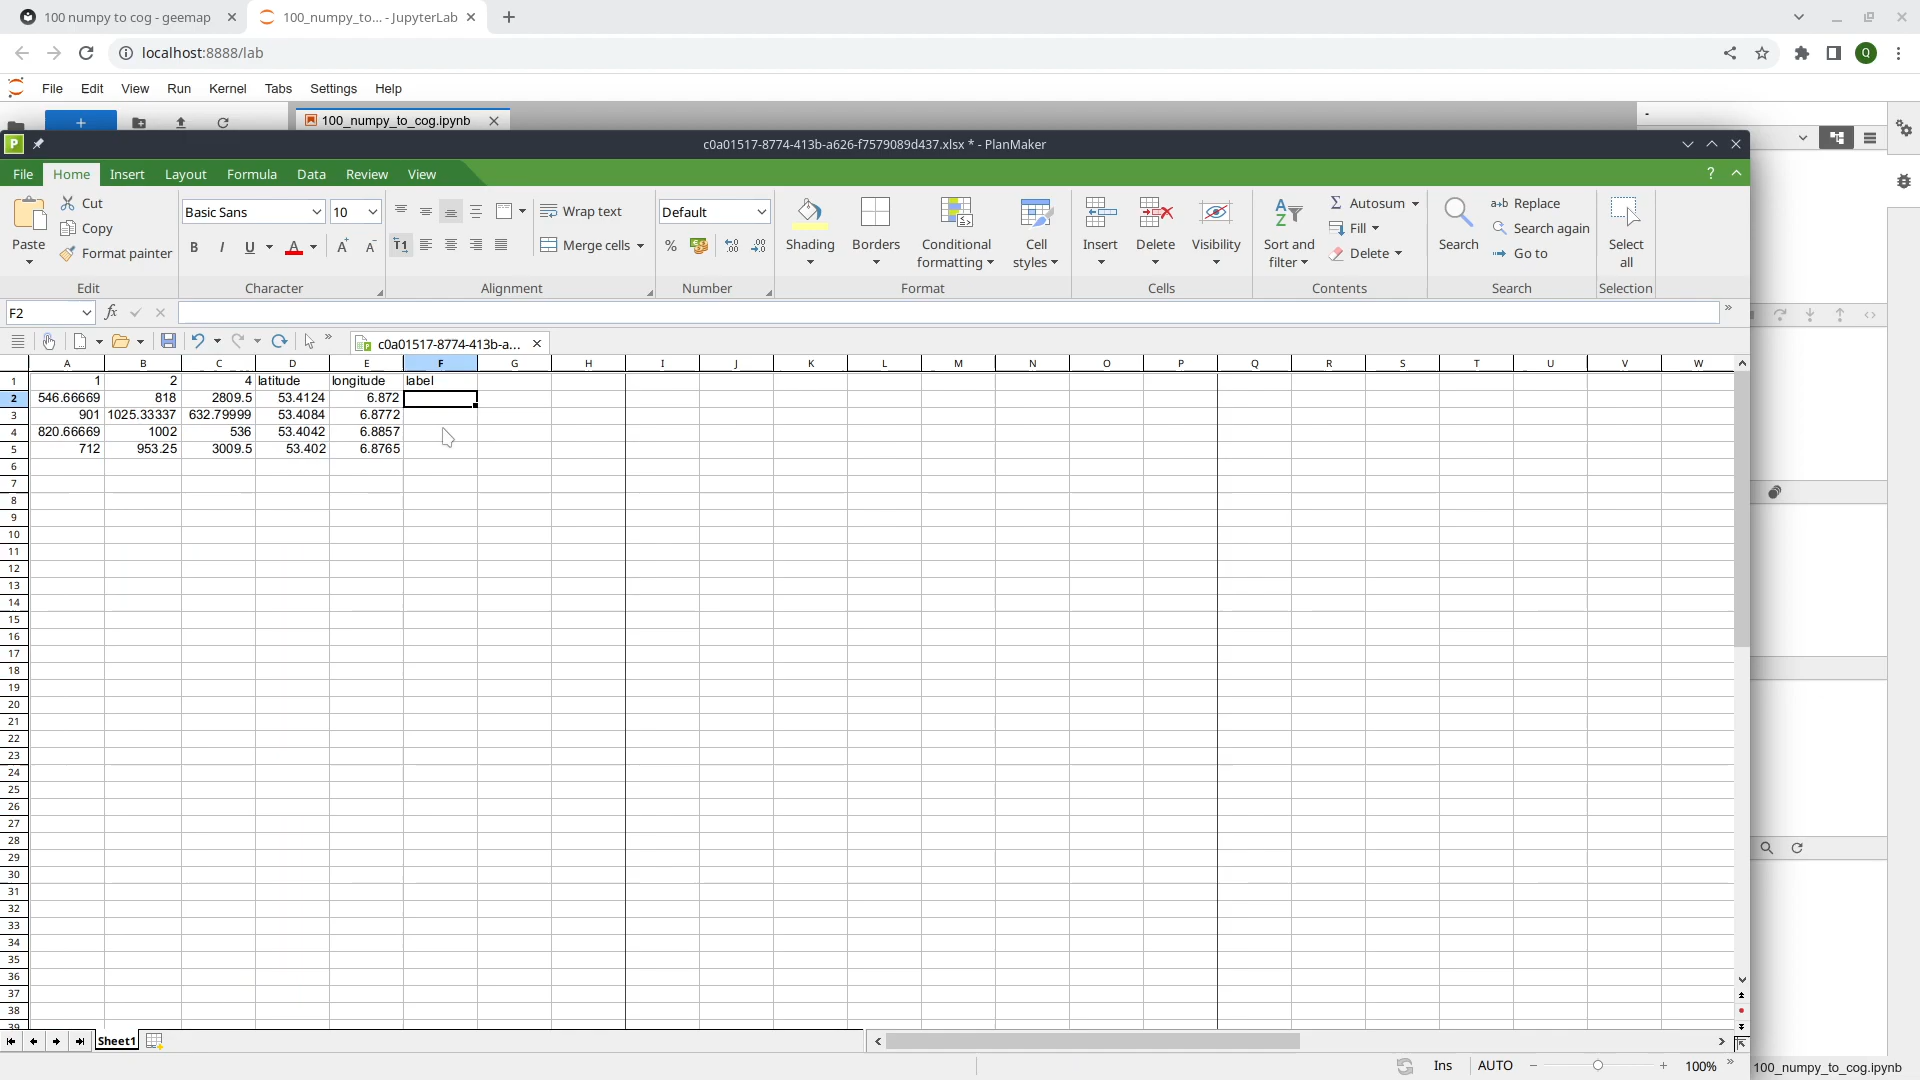 100 numpy to cog - geemap
100_numpy_to... - JupyterLab
localhost:8888/lab
Q
File Edit View Run Kernel Tabs Settings Help
100_numpy_to_cog.ipynb
c0a01517-8774-413b-a626-f7579089d437.xlsx * - PlanMaker
File Home Insert Layout Formula Data Review View
Paste Cut Copy Format painter
Edit
Basic Sans 10
Character
Wrap text
Merge cells
Alignment
Default
Number
Shading Borders Conditional formatting Cell styles
Format
Insert Delete Visibility
Cells
Sort and filter Autosum Fill Delete
Contents
Search Replace Search again Go to
Search
Select all
Selection
F2
c0a01517-8774-413b-a...
A B C D E F G H I J K L M N O P Q R S T U V W
1 1 2 4 latitude longitude label
2 546.66669 818 2809.5 53.4124 6.872
3 901 1025.33337 632.79999 53.4084 6.8772
4 820.66669 1002 536 53.4042 6.8857
5 712 953.25 3009.5 53.402 6.8765
6
7
8
9
10
11
12
13
14
15
16
17
18
19
20
21
22
23
24
25
26
27
28
29
30
31
32
33
34
35
36
37
38
39
Sheet1
Ins AUTO 100%
100_numpy_to_cog.ipynb